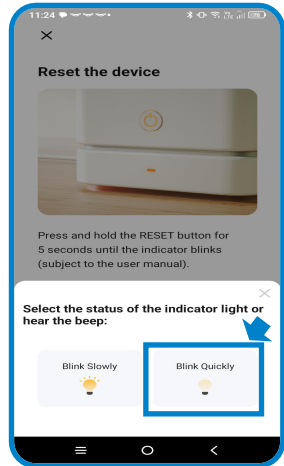 11:24
Reset the device
Press and hold the RESET button for
5 seconds until the indicator blinks
(subject to the user manual).
Select the status of the indicator light or
hear the beep:
Blink Slowly
Blink Quickly